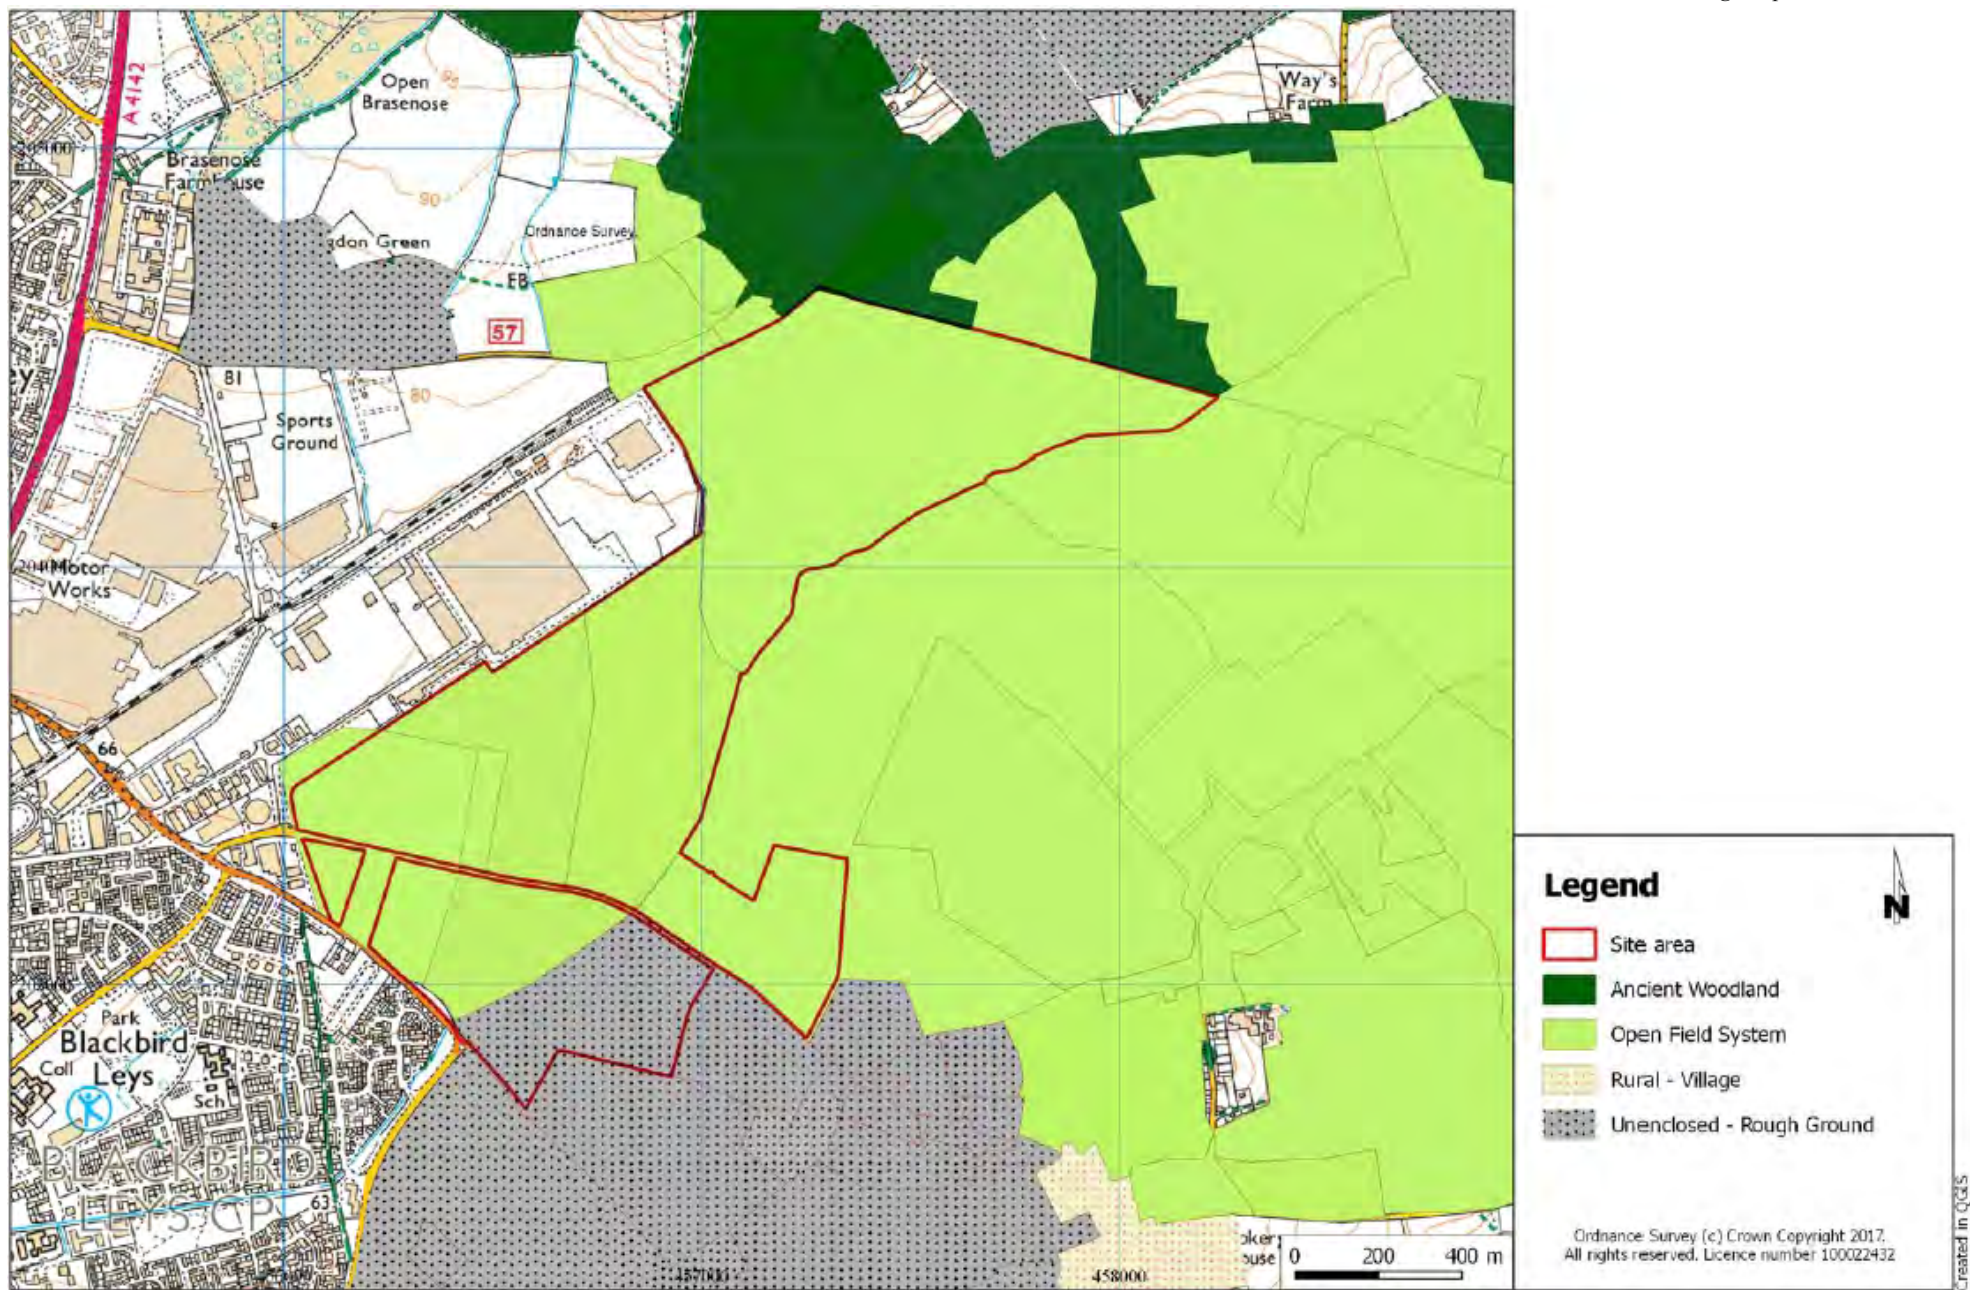 A4142
Open
Brasenose
95
Way's
Farm
Brasenose
Farmhouse
90
gdon Green
Ordnance Survey
FB
57
81
80
Sports
Ground
Motor
Works
66
Park
Blackbird
Leys
Coll
Sch
BLACKBIRD
LEYS CP
63
457000
458000
0 200 400 m
Legend
N
Site area
Ancient Woodland
Open Field System
Rural - Village
Unenclosed - Rough Ground
Ordnance Survey (c) Crown Copyright 2017.
All rights reserved. Licence number 100022432
Created in QGIS